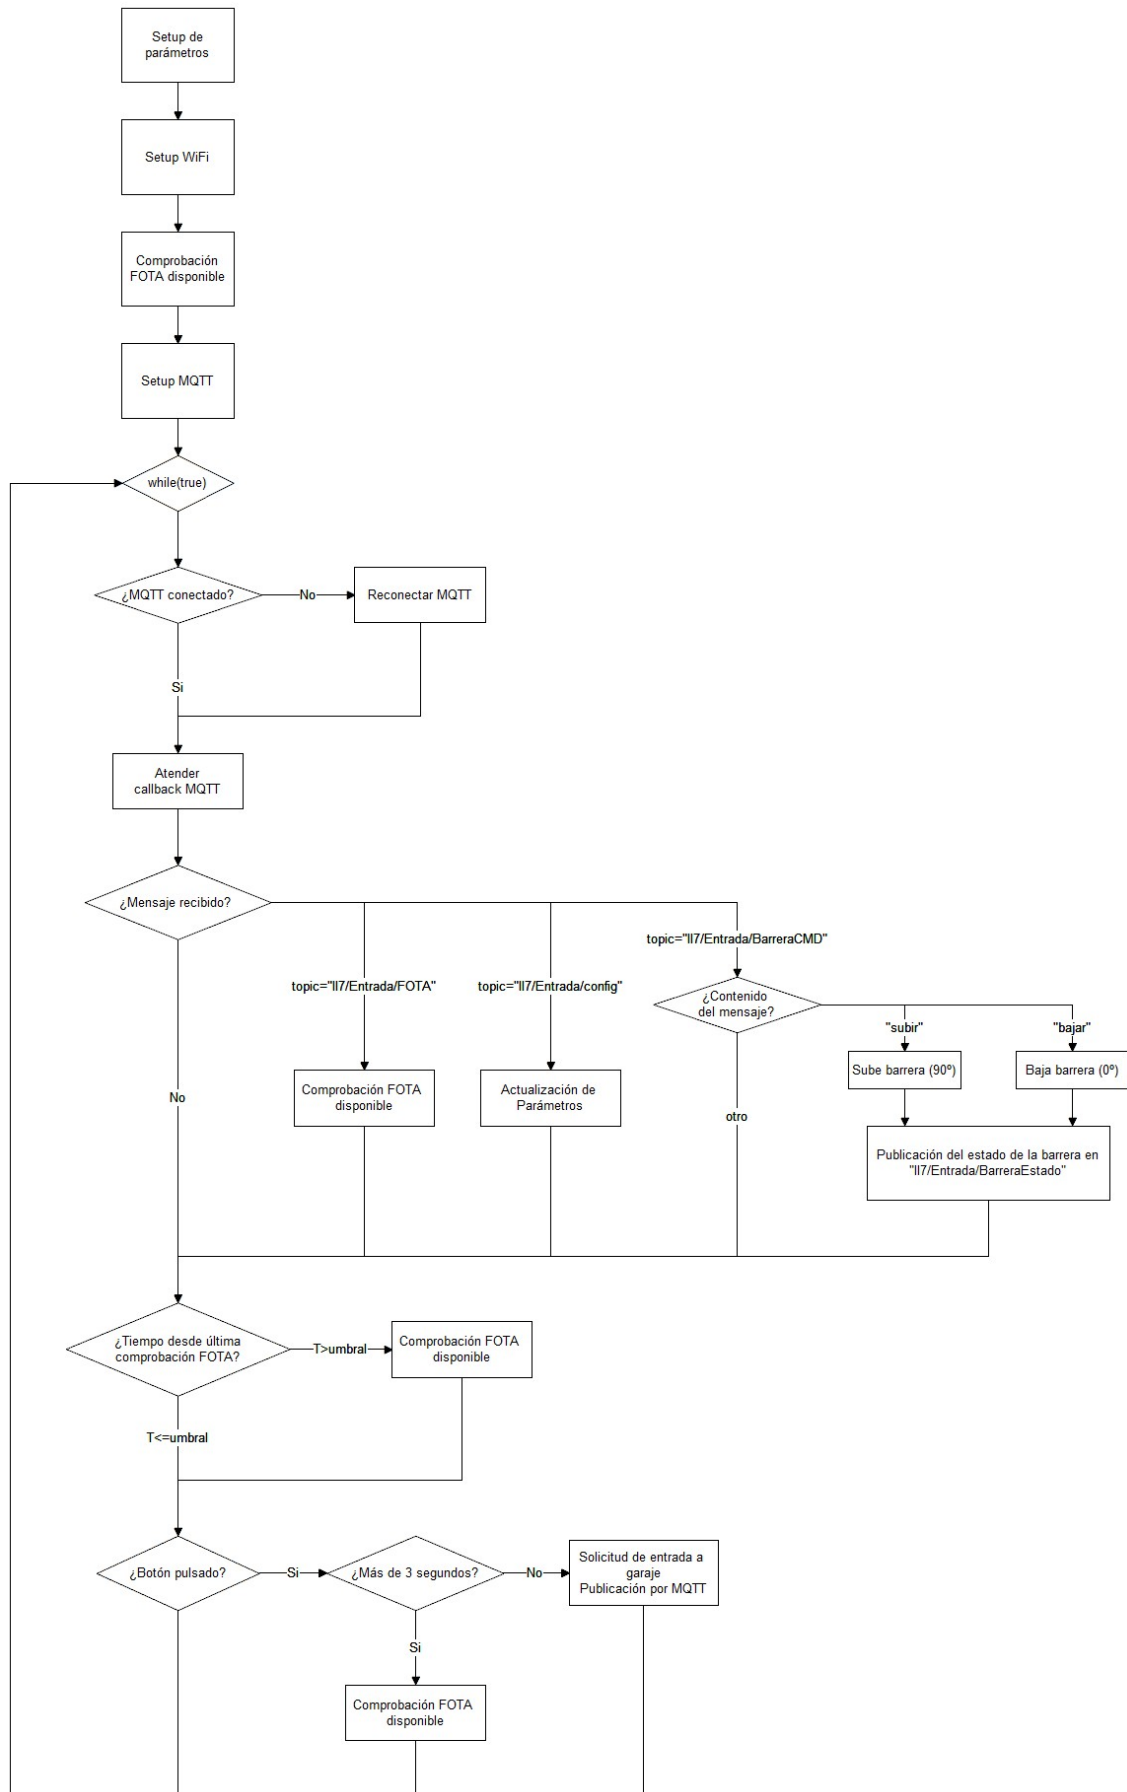 Setup de
parámetros
Setup WiFi
Comprobación
FOTA disponible
Setup MQTT
while(true)
¿MQTT conectado?
No
Reconectar MQTT
Si
Atender
callback MQTT
¿Mensaje recibido?
topic="II7/Entrada/BarreraCMD"
topic="II7/Entrada/FOTA"
topic="II7/Entrada/config"
¿Contenido
del mensaje?
"subir"
"bajar"
Sube barrera (90º)
Baja barrera (0º)
Comprobación FOTA
disponible
Actualización de
Parámetros
No
otro
Publicación del estado de la barrera en
"II7/Entrada/BarreraEstado"
¿Tiempo desde última
comprobación FOTA?
T>umbral
Comprobación FOTA
disponible
T<=umbral
¿Botón pulsado?
Si
¿Más de 3 segundos?
No
Solicitud de entrada a
garaje
Publicación por MQTT
Si
Comprobación FOTA
disponible